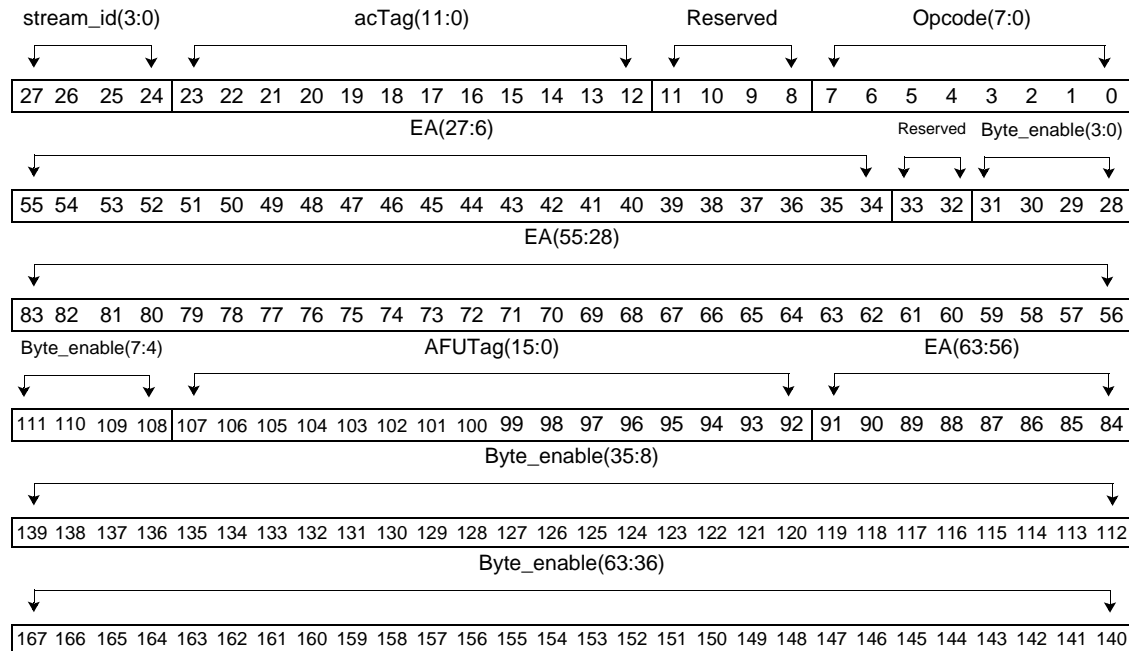 stream_id(3:0) acTag(11:0) Reserved Opcode(7:0)
27 26 25 24 23 22 21 20 19 18 17 16 15 14 13 12 11 10 9 8 7 6 5 4 3 2 1 0
EA(27:6) Reserved Byte_enable(3:0)
55 54 53 52 51 50 49 48 47 46 45 44 43 42 41 40 39 38 37 36 35 34 33 32 31 30 29 28
EA(55:28)
83 82 81 80 79 78 77 76 75 74 73 72 71 70 69 68 67 66 65 64 63 62 61 60 59 58 57 56
Byte_enable(7:4) AFUTag(15:0) EA(63:56)
111 110 109 108 107 106 105 104 103 102 101 100 99 98 97 96 95 94 93 92 91 90 89 88 87 86 85 84
Byte_enable(35:8)
139 138 137 136 135 134 133 132 131 130 129 128 127 126 125 124 123 122 121 120 119 118 117 116 115 114 113 112
Byte_enable(63:36)
167 166 165 164 163 162 161 160 159 158 157 156 155 154 153 152 151 150 149 148 147 146 145 144 143 142 141 140